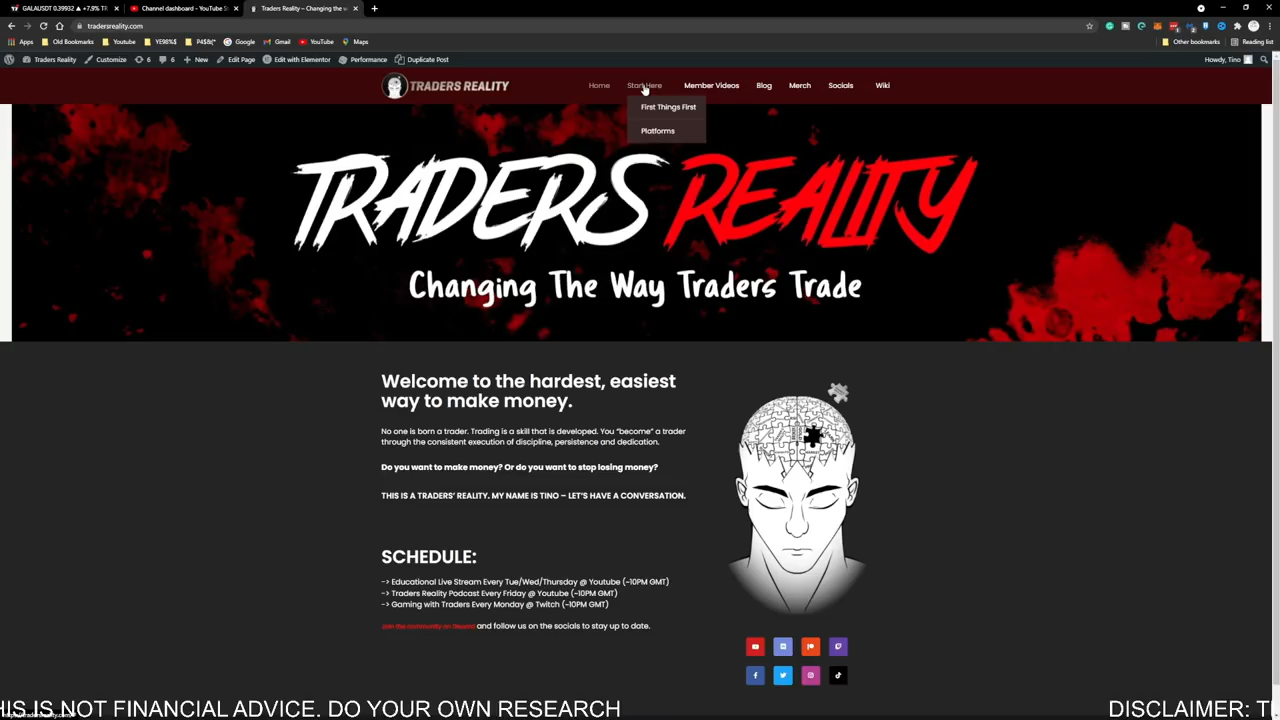 GALAUSDT 0.39932 ▲ +7.9% TR
Channel dashboard - YouTube St
Traders Reality – Changing the w
tradersreality.com
Apps
Old Bookmarks
Youtube
YE98%$
P4$8(*
Google
Gmail
YouTube
Maps
Other bookmarks
Reading list
Traders Reality
Customize
6
6
New
Edit Page
Edit with Elementor
Performance
Duplicate Post
Howdy, Tino
TRADERS REALITY
Home
Start Here
Member Videos
Blog
Merch
Socials
Wiki
First Things First
Platforms
TRADERS REALITY
Changing The Way Traders Trade
Welcome to the hardest, easiest
way to make money.
No one is born a trader. Trading is a skill that is developed. You “become” a trader
through the consistent execution of discipline, persistence and dedication.
Do you want to make money? Or do you want to stop losing money?
THIS IS A TRADERS’ REALITY. MY NAME IS TINO – LET’S HAVE A CONVERSATION.
SCHEDULE:
-> Educational Live Stream Every Tue/Wed/Thursday @ Youtube (~10PM GMT)
-> Traders Reality Podcast Every Friday @ Youtube (~10PM GMT)
-> Gaming with Traders Every Monday @ Twitch (~10PM GMT)
Join the community on Discord and follow us on the socials to stay up to date.
HIS IS NOT FINANCIAL ADVICE. DO YOUR OWN RESEARCH
DISCLAIMER: T